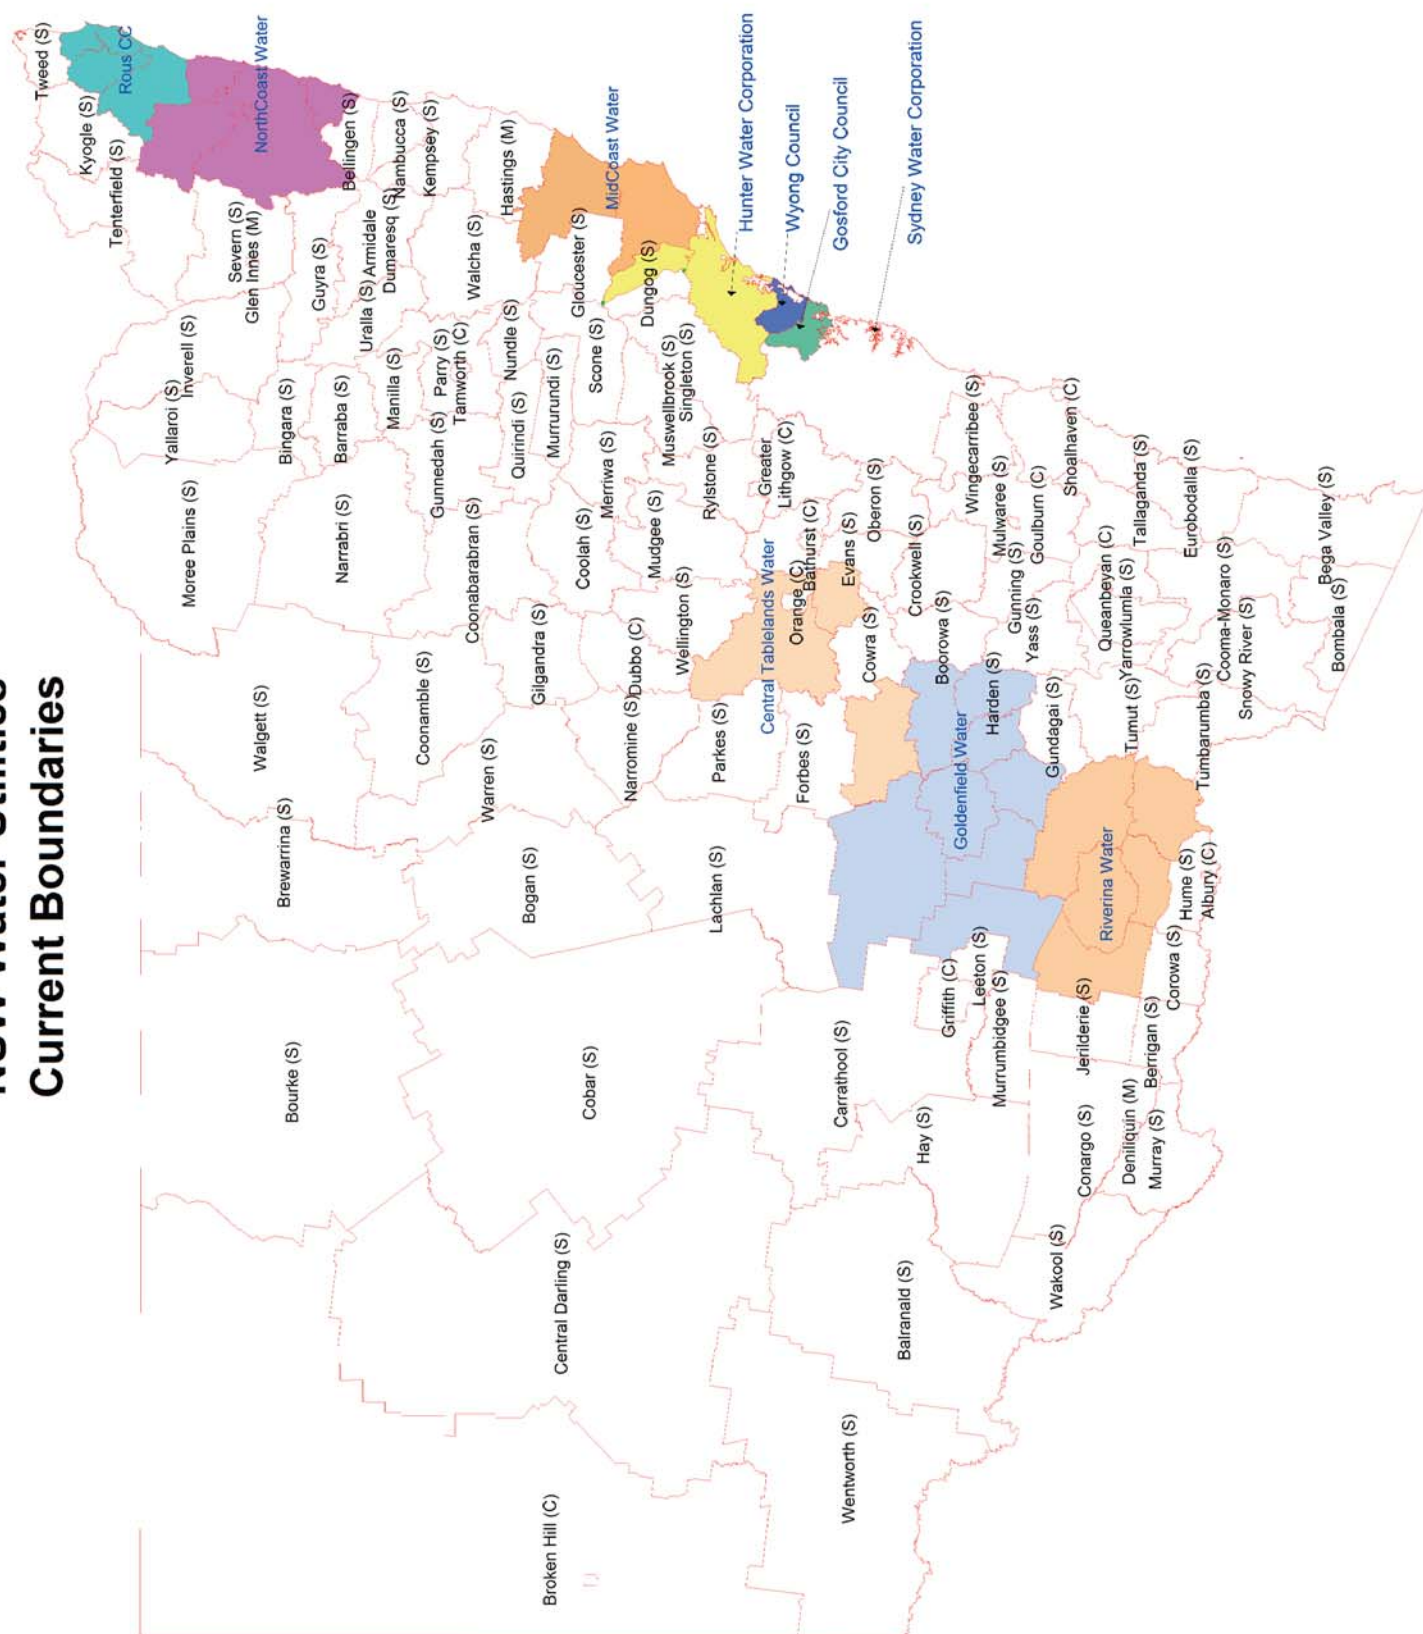 Current Boundaries
Tweed (S)
Rous CC
Kyogle (S)
Tenterfield (S)
NorthCoast Water
Severn (S)
Glen Innes (M)
Bellingen (S)
Nambucca (S)
Kempsey (S)
Guyra (S)
Armidale
Dumaresq (S)
Uralla (S)
Hastings (M)
Walcha (S)
MidCoast Water
Gloucester (S)
Dungog (S)
Hunter Water Corporation
Wyong Council
Gosford City Council
Sydney Water Corporation
Inverell (S)
Yallaroi (S)
Bingara (S)
Barraba (S)
Manilla (S)
Parry (S)
Tamworth (C)
Nundle (S)
Gunnedah (S)
Quirindi (S)
Murrurundi (S)
Scone (S)
Muswellbrook (S)
Singleton (S)
Merriwa (S)
Rylstone (S)
Greater
Lithgow (C)
Moree Plains (S)
Narrabri (S)
Coonabarabran (S)
Coolah (S)
Mudgee (S)
Bathurst (C)
Evans (S)
Oberon (S)
Wingecarribee (S)
Mulwaree (S)
Goulburn (C)
Shoalhaven (C)
Tallaganda (S)
Eurobodalla (S)
Bega Valley (S)
Gilgandra (S)
Dubbo (C)
Wellington (S)
Central Tablelands Water
Orange (C)
Cowra (S)
Crookwell (S)
Boorowa (S)
Gunning (S)
Yass (S)
Queanbeyan (C)
Yarrowlumla (S)
Cooma-Monaro (S)
Snowy River (S)
Bombala (S)
Walgett (S)
Coonamble (S)
Warren (S)
Narromine (S)
Parkes (S)
Forbes (S)
Goldenfield Water
Harden (S)
Gundagai (S)
Tumut (S)
Tumbarumba (S)
Brewarrina (S)
Bogan (S)
Lachlan (S)
Riverina Water
Hume (S)
Albury (C)
Griffith (C)
Leeton (S)
Murrumbidgee (S)
Jerilderie (S)
Corowa (S)
Berrigan (S)
Bourke (S)
Cobar (S)
Carrathool (S)
Hay (S)
Conargo (S)
Deniliquin (M)
Murray (S)
Central Darling (S)
Balranald (S)
Wakool (S)
Broken Hill (C)
Wentworth (S)